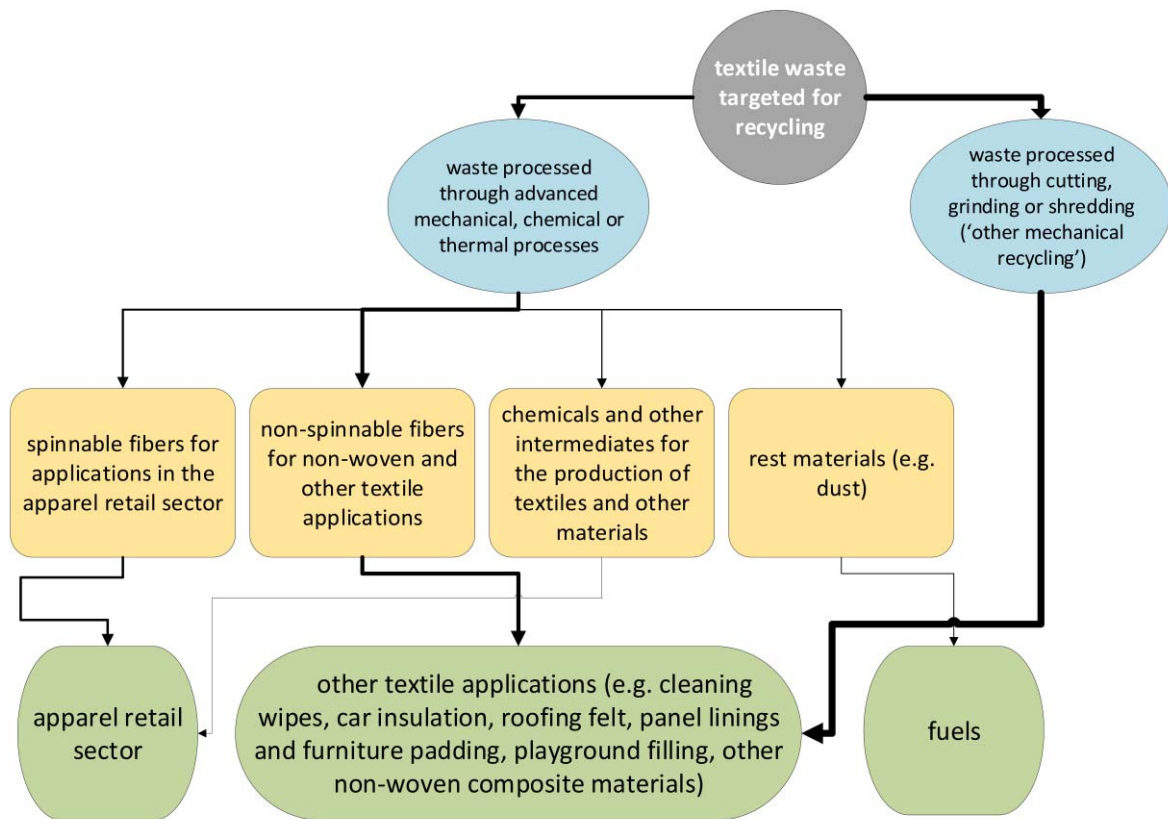 textile waste
targeted for
recycling
waste processed
through advanced
mechanical, chemical or
thermal processes
waste processed
through cutting,
grinding or shredding
(‘other mechanical
recycling’)
spinnable fibers for
applications in the
apparel retail sector
non-spinnable fibers
for non-woven and
other textile
applications
chemicals and other
intermediates for
the production of
textiles and other
materials
rest materials (e.g.
dust)
apparel retail
sector
other textile applications (e.g. cleaning
wipes, car insulation, roofing felt, panel linings
and furniture padding, playground filling, other
non-woven composite materials)
fuels